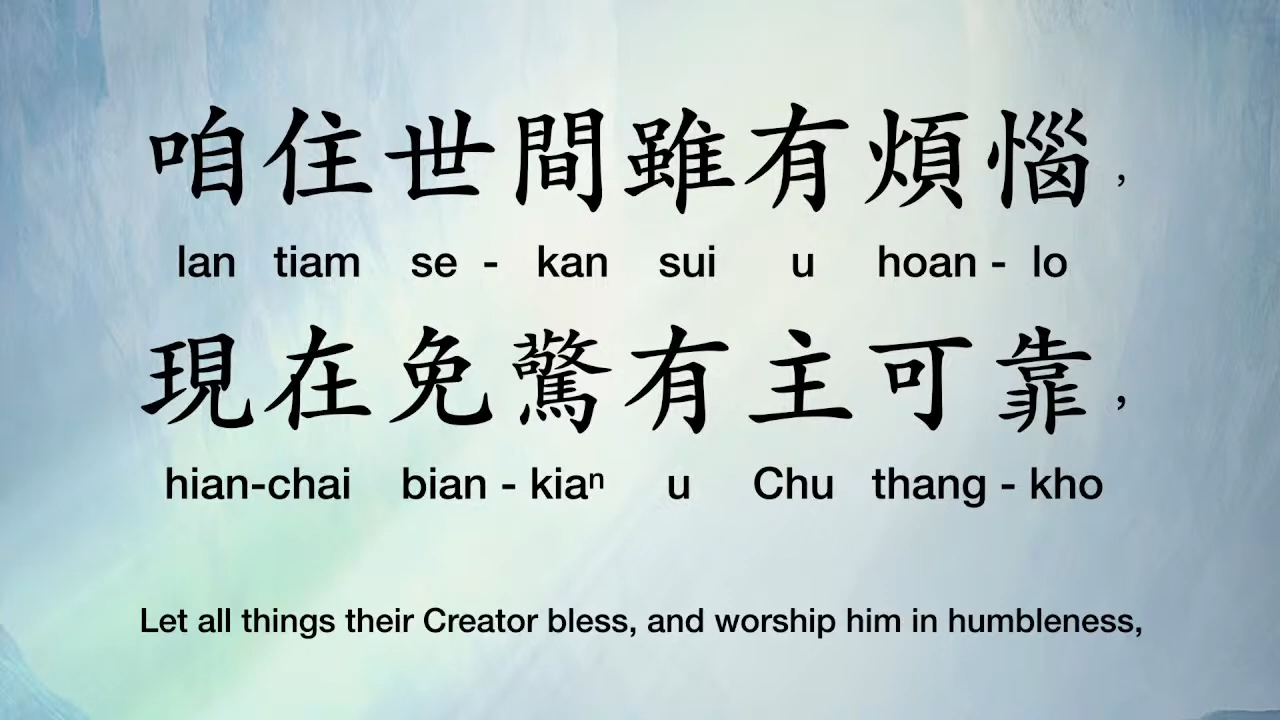 咱住世間雖有煩惱，
lan tiam se - kan sui u hoan - lo
現在免驚有主可靠，
hian-chai bian - kiaⁿ u Chu thang - kho
Let all things their Creator bless, and worship him in humbleness,